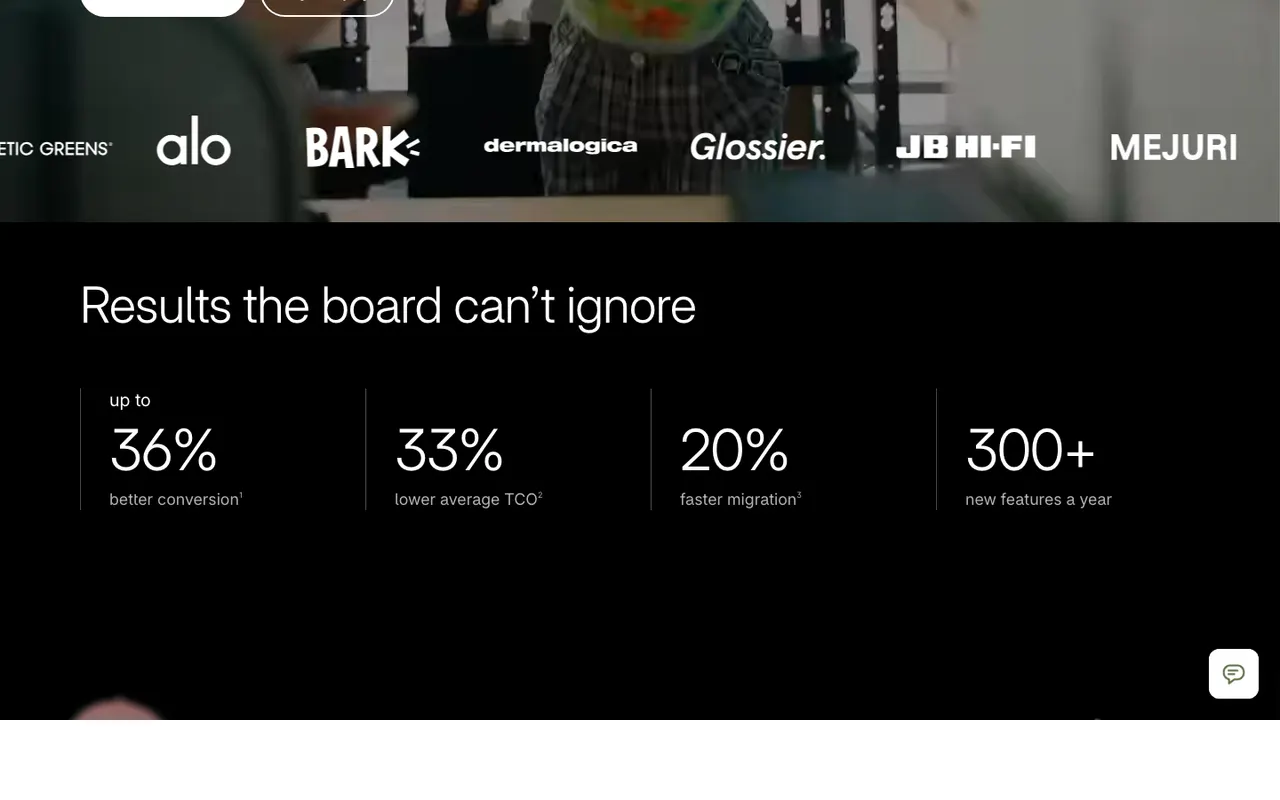 ETIC GREENS®
alo
BARK
dermalogica
Glossier.
JB HI-FI
MEJURI
Results the board can’t ignore
up to
36%
better conversion¹
33%
lower average TCO²
20%
faster migration³
300+
new features a year